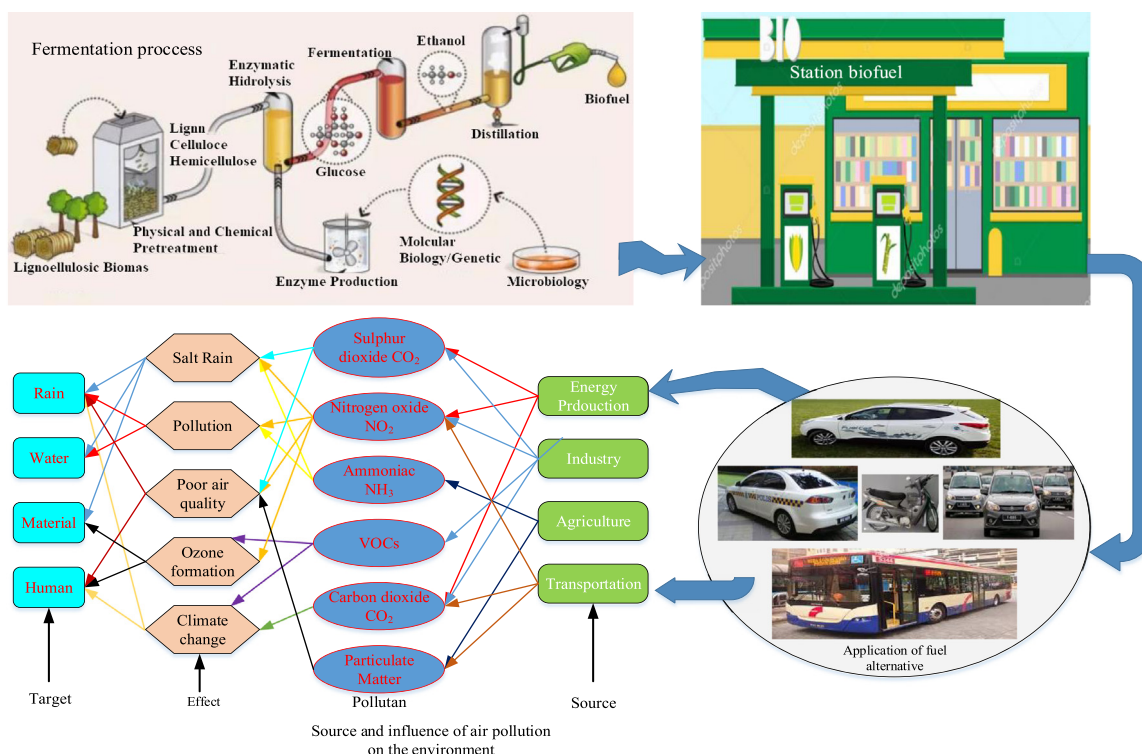 Fermentation proccess
Enzymatic
Hidrolysis
Fermentation
Ethanol
Biofuel
Distillation
Lignn
Celluloce
Hemicellulose
Glucose
Physical and Chemical
Pretreatment
Lignoellulosic Biomas
Molcular
Biology/Genetic
Enzyme Production
Microbiology
BIO
Station biofuel
depositphotos
depositphotos
depositphotos
Salt Rain
Pollution
Poor air
quality
Ozone
formation
Climate
change
Rain
Water
Material
Human
Sulphur
dioxide CO₂
Nitrogen oxide
NO₂
Ammoniac
NH₃
VOCs
Carbon dioxide
CO₂
Particulate
Matter
Energy
Prdouction
Industry
Agriculture
Transportation
Application of fuel
alternative
Target
Effect
Pollutan
Source
Source and influence of air pollution
on the environment